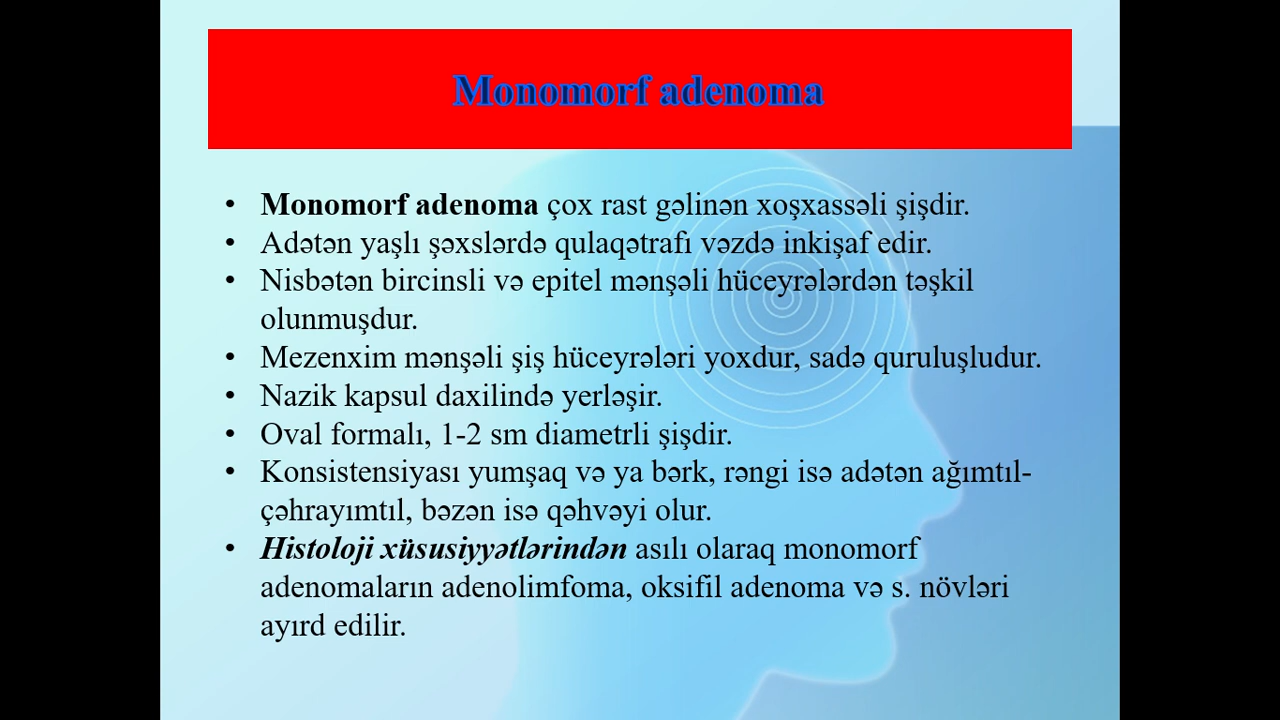 Monomorf adenoma
• Monomorf adenoma çox rast gəlinən xoşxassəli şişdir.
• Adətən yaşlı şəxslərdə qulaqətrafı vəzdə inkişaf edir.
• Nisbətən bircinsli və epitel mənşəli hüceyrələrdən təşkil
olunmuşdur.
• Mezenxim mənşəli şiş hüceyrələri yoxdur, sadə quruluşludur.
• Nazik kapsul daxilində yerləşir.
• Oval formalı, 1-2 sm diametrli şişdir.
• Konsistensiyası yumşaq və ya bərk, rəngi isə adətən ağımtıl-
çəhrayımtıl, bəzən isə qəhvəyi olur.
• Histoloji xüsusiyyətlərindən asılı olaraq monomorf
adenomaların adenolimfoma, oksifil adenoma və s. növləri
ayırd edilir.